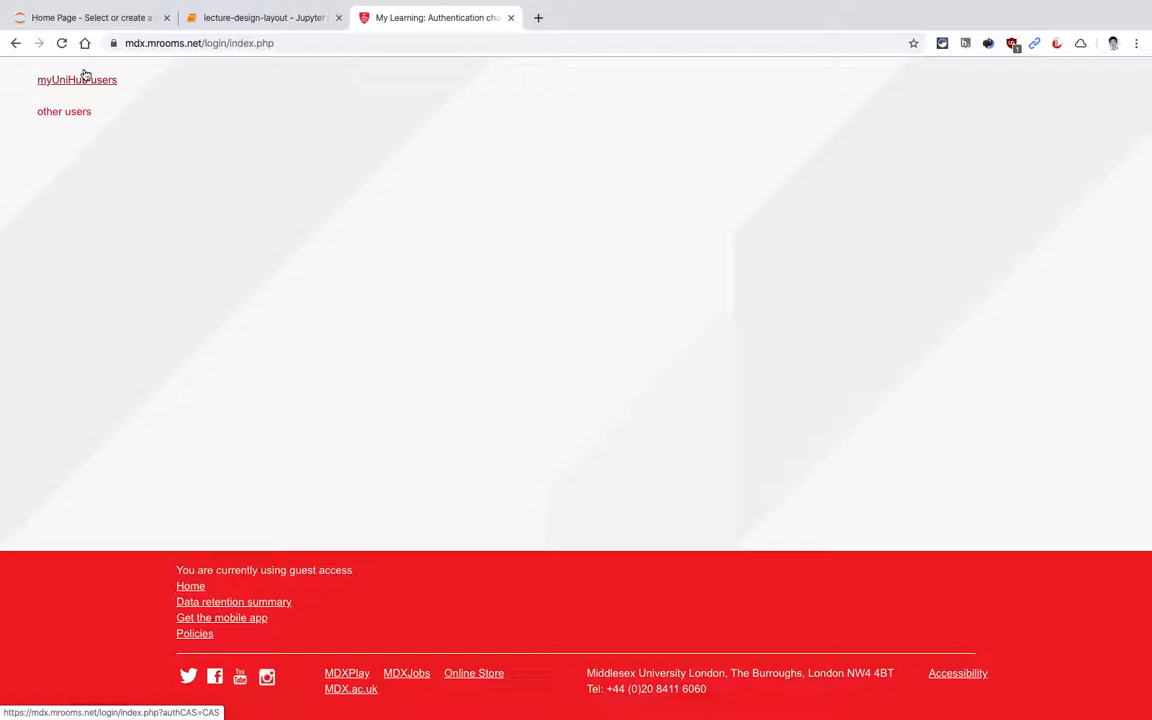 Home Page - Select or create a
lecture-design-layout - Jupyter
My Learning: Authentication cho
mdx.mrooms.net/login/index.php
myUniHub users
other users
You are currently using guest access
Home
Data retention summary
Get the mobile app
Policies
MDXPlay MDXJobs Online Store
MDX.ac.uk
Middlesex University London, The Burroughs, London NW4 4BT
Tel: +44 (0)20 8411 6060
Accessibility
https://mdx.mrooms.net/login/index.php?authCAS=CAS